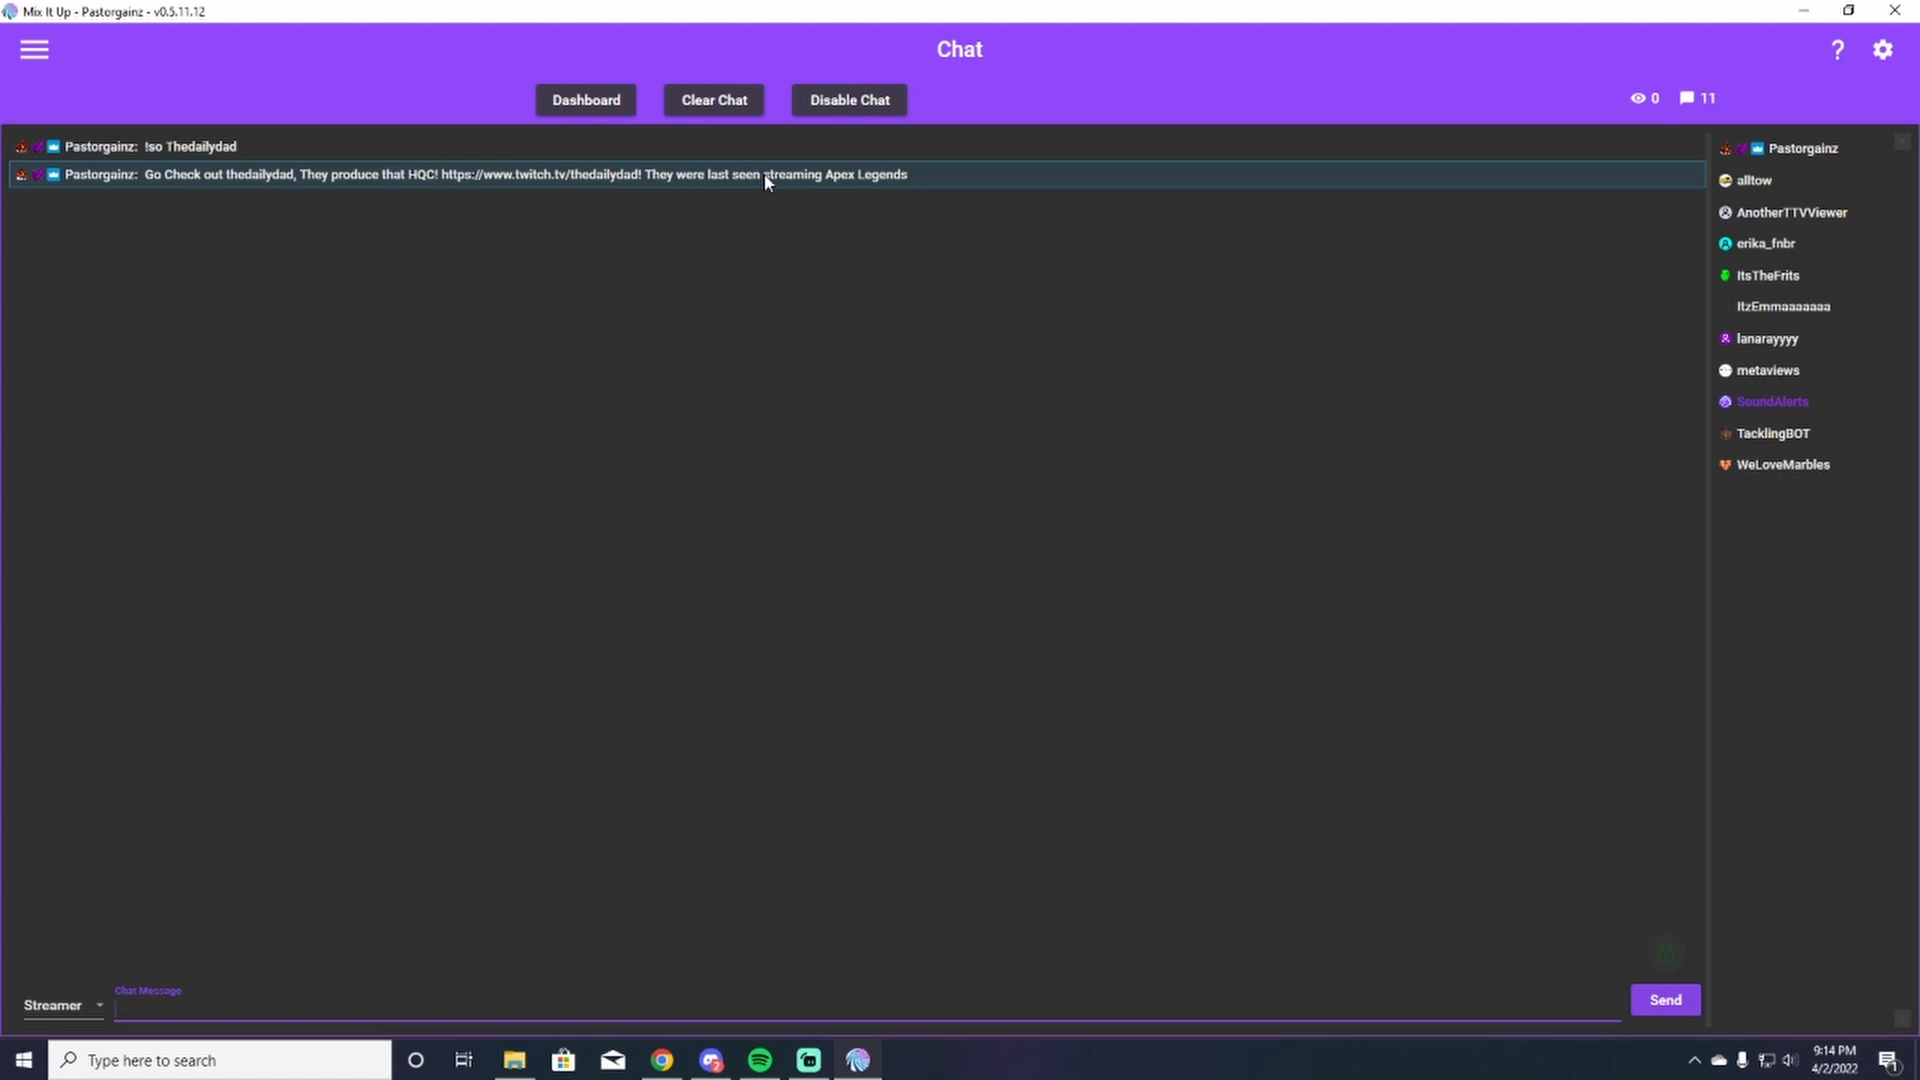 Mix It Up - Pastorgainz - v0.5.11.12
Chat
?
Dashboard
Clear Chat
Disable Chat
0
11
Pastorgainz: !so Thedailydad
Pastorgainz: Go Check out thedailydad, They produce that HQC! https://www.twitch.tv/thedailydad! They were last seen streaming Apex Legends
Pastorgainz
alltow
AnotherTTVViewer
erika_fnbr
ItsTheFrits
ItzEmmaaaaaaa
lanarayyyy
metaviews
SoundAlerts
TacklingBOT
WeLoveMarbles
Streamer
Chat Message
Send
Type here to search
2
9:14 PM
4/2/2022
1